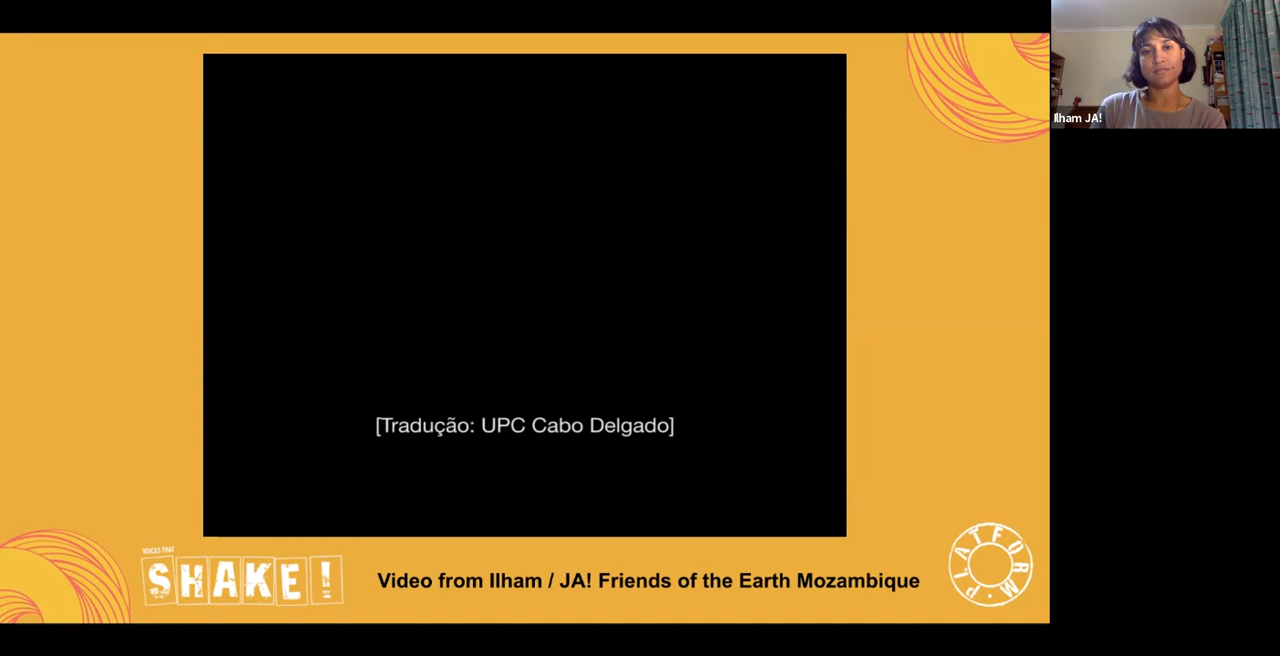 Ilham JA!
[Tradução: UPC Cabo Delgado]
VOICES THAT
SHAKE!
Video from Ilham / JA! Friends of the Earth Mozambique
PLATFORM